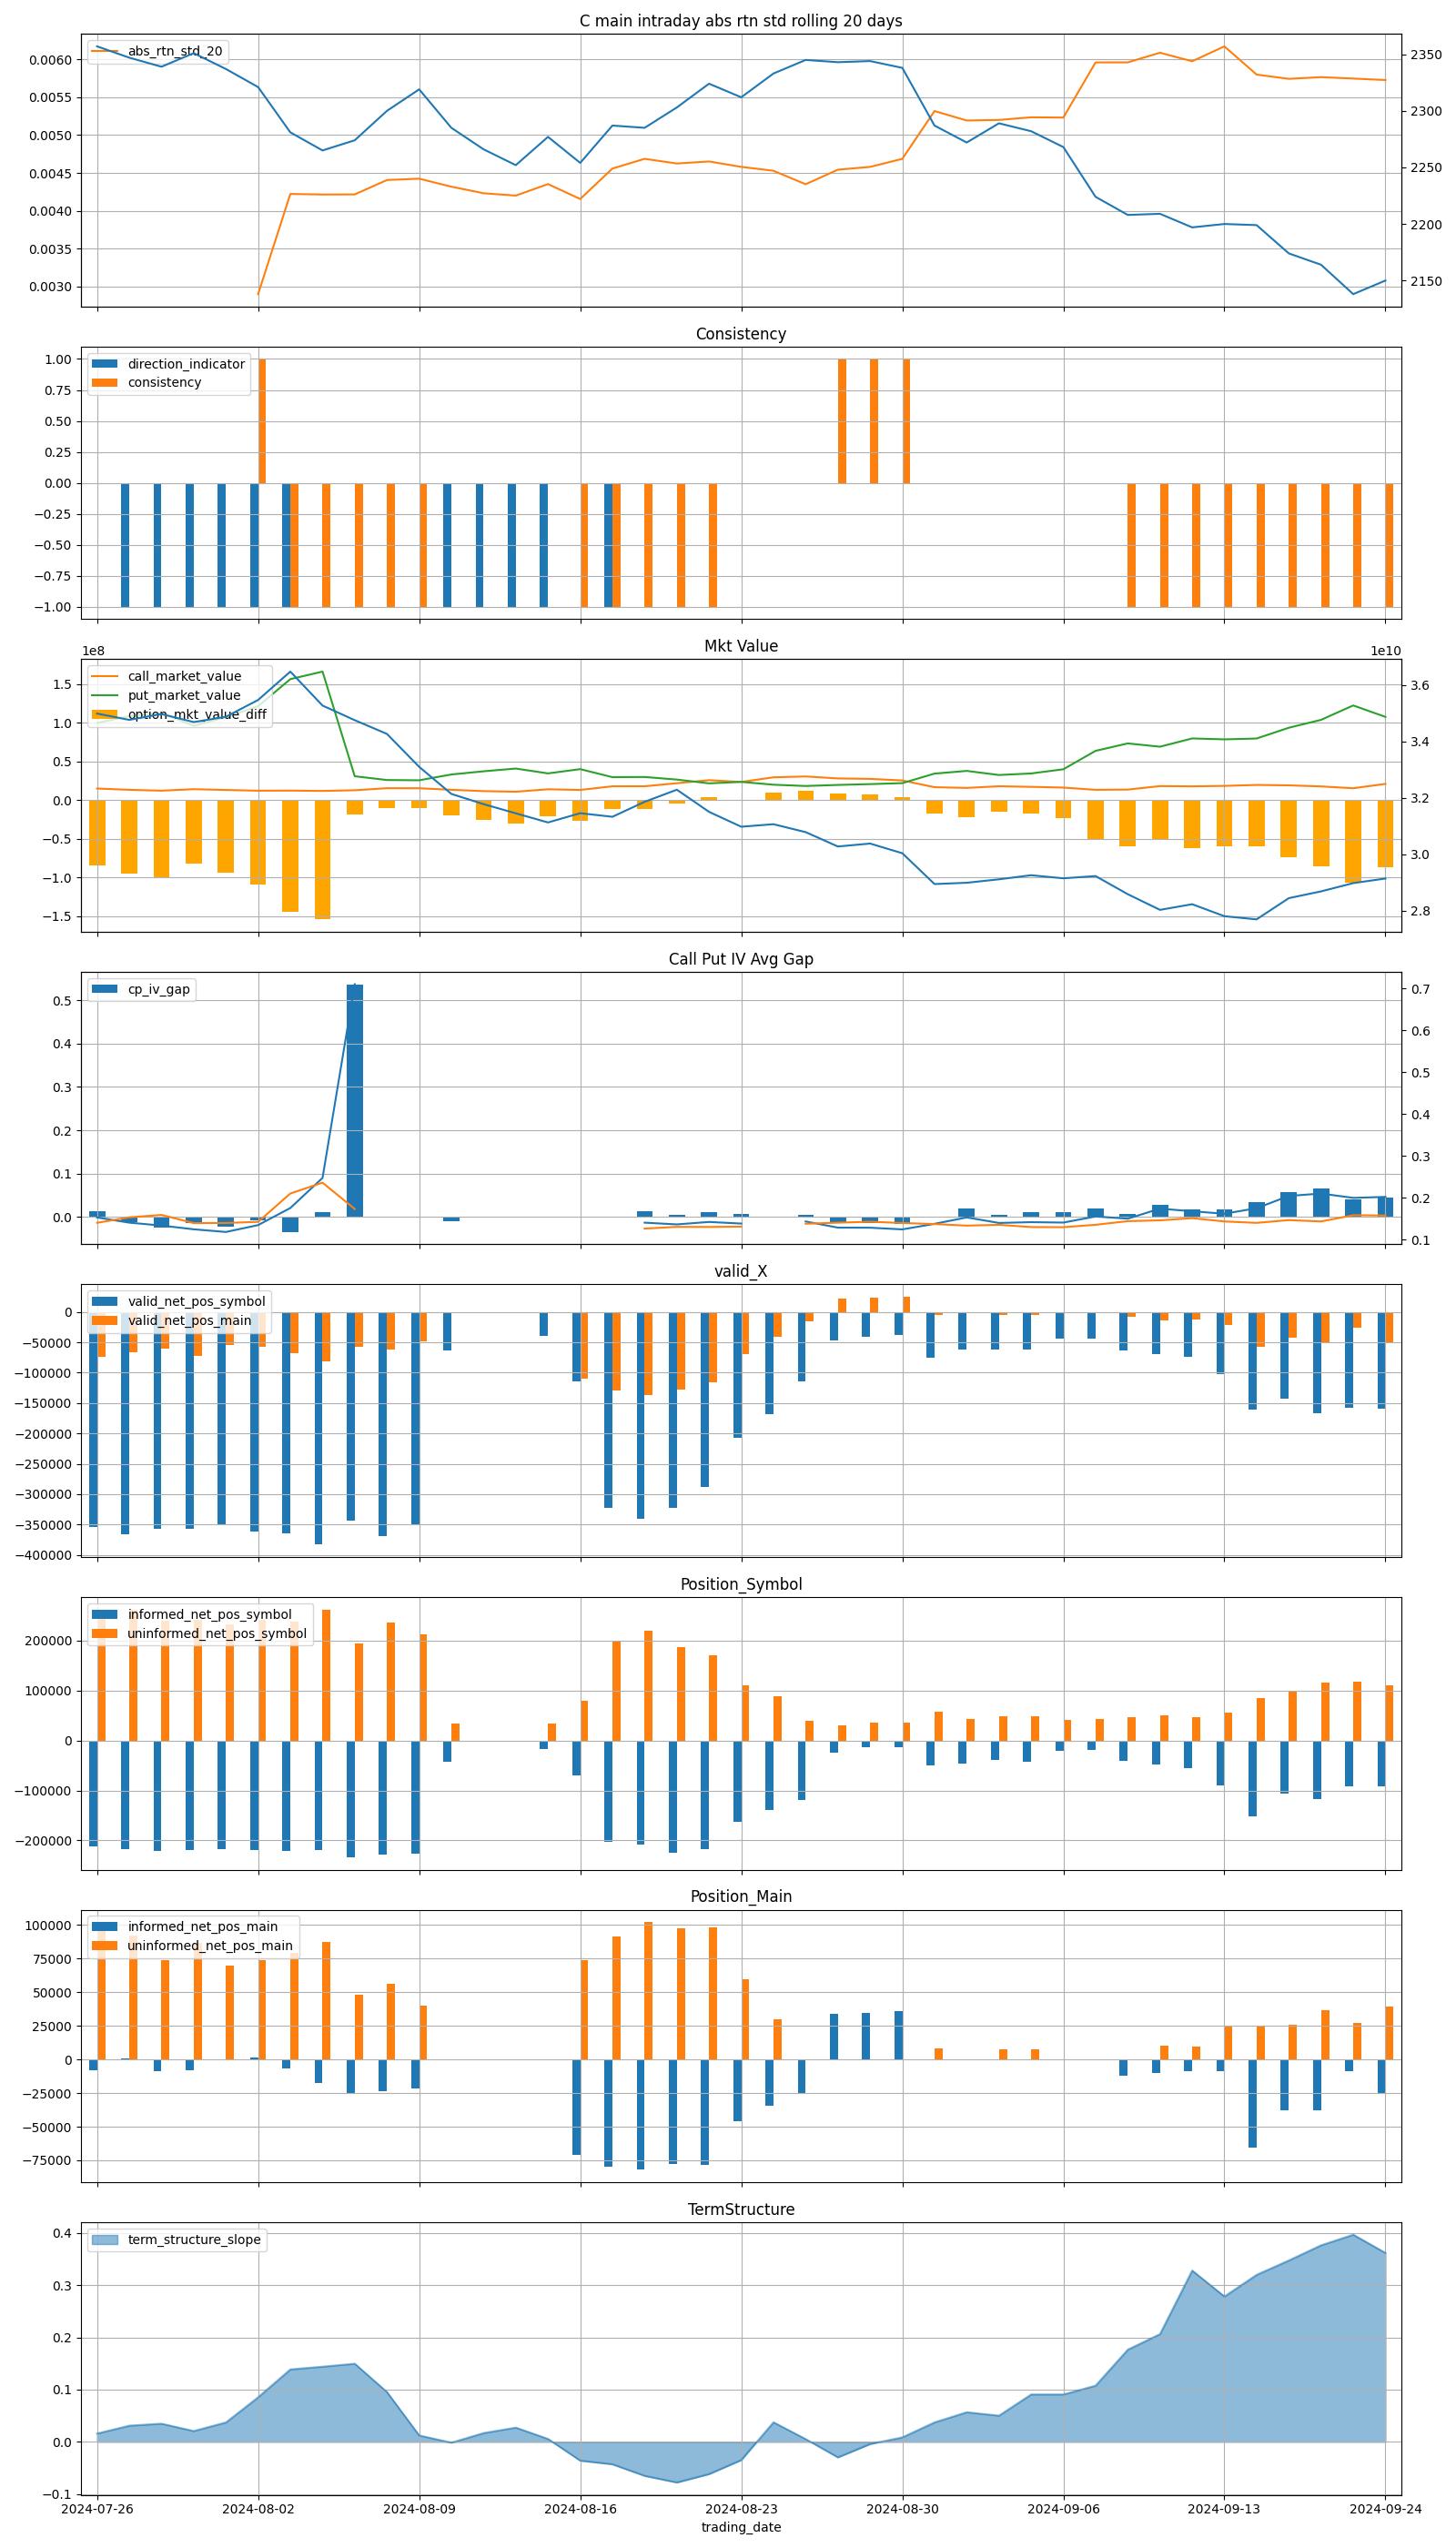 C main intraday abs rtn std rolling 20 days
abs_rtn_std_20
0.0060
0.0055
0.0050
0.0045
0.0040
0.0035
0.0030
2350
2300
2250
2200
2150
Consistency
direction_indicator
consistency
1.00
0.75
0.50
0.25
0.00
−0.25
−0.50
−0.75
−1.00
Mkt Value
1e8
1e10
call_market_value
put_market_value
option_mkt_value_diff
1.5
1.0
0.5
0.0
−0.5
−1.0
−1.5
3.6
3.4
3.2
3.0
2.8
Call Put IV Avg Gap
cp_iv_gap
0.5
0.4
0.3
0.2
0.1
0.0
0.7
0.6
0.5
0.4
0.3
0.2
0.1
valid_X
valid_net_pos_symbol
valid_net_pos_main
0
−50000
−100000
−150000
−200000
−250000
−300000
−350000
−400000
Position_Symbol
informed_net_pos_symbol
uninformed_net_pos_symbol
200000
100000
0
−100000
−200000
Position_Main
informed_net_pos_main
uninformed_net_pos_main
100000
75000
50000
25000
0
−25000
−50000
−75000
TermStructure
term_structure_slope
0.4
0.3
0.2
0.1
0.0
−0.1
2024-07-26 2024-08-02 2024-08-09 2024-08-16 2024-08-23 2024-08-30 2024-09-06 2024-09-13 2024-09-24
trading_date